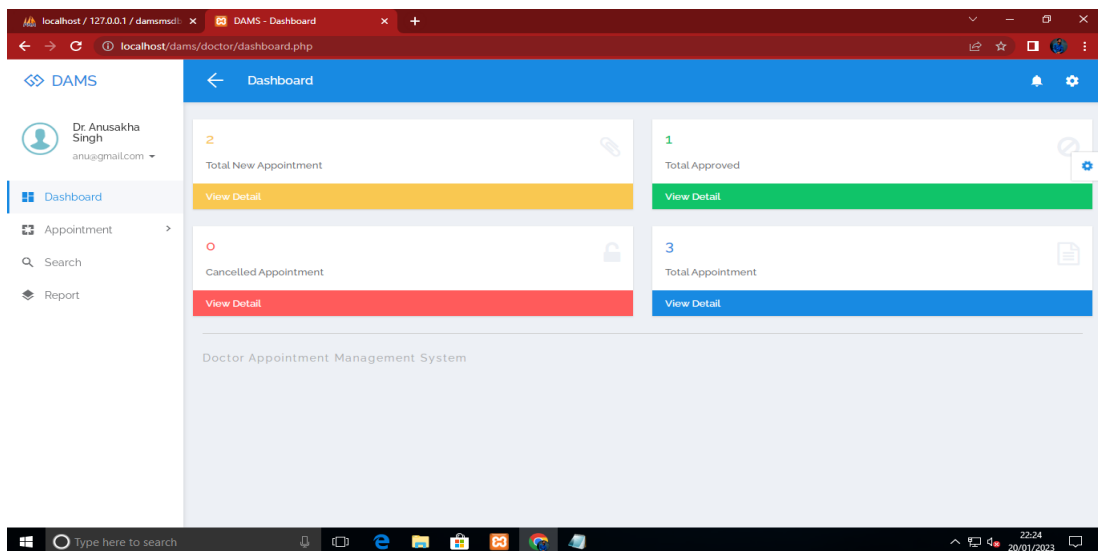 localhost / 127.0.0.1 / damsmsdb
DAMS - Dashboard
localhost/dams/doctor/dashboard.php
DAMS
Dashboard
Dr. Anusakha
Singh
anu@gmail.com
Dashboard
Appointment
Search
Report
2
Total New Appointment
View Detail
1
Total Approved
View Detail
0
Cancelled Appointment
View Detail
3
Total Appointment
View Detail
Doctor Appointment Management System
Type here to search
22:24
20/01/2023